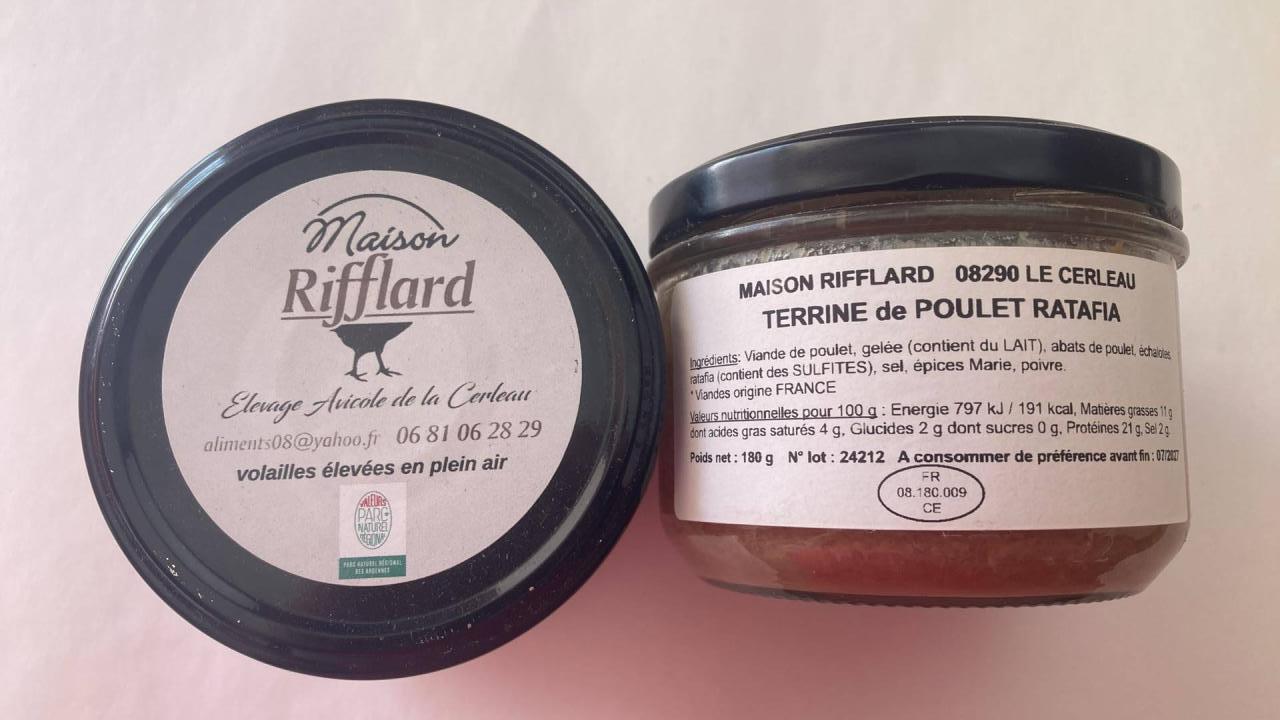 Maison
Rifflard
Elevage Avicole de la Cerleau
aliments08@yahoo.fr 06 81 06 28 29
volailles élevées en plein air
VALEURS
PARC
NATUREL
RÉGIONAL
PARC NATUREL RÉGIONAL
DES ARDENNES
MAISON RIFFLARD 08290 LE CERLEAU
TERRINE de POULET RATAFIA
Ingrédients: Viande de poulet, gelée (contient du LAIT), abats de poulet, échalotes,
ratafia (contient des SULFITES), sel, épices Marie, poivre.
* Viandes origine FRANCE
Valeurs nutritionnelles pour 100 g : Energie 797 kJ / 191 kcal, Matières grasses 11 g
dont acides gras saturés 4 g, Glucides 2 g dont sucres 0 g, Protéines 21 g, Sel 2 g.
Poids net : 180 g N° lot : 24212 A consommer de préférence avant fin : 07/2027
FR
08.180.009
CE